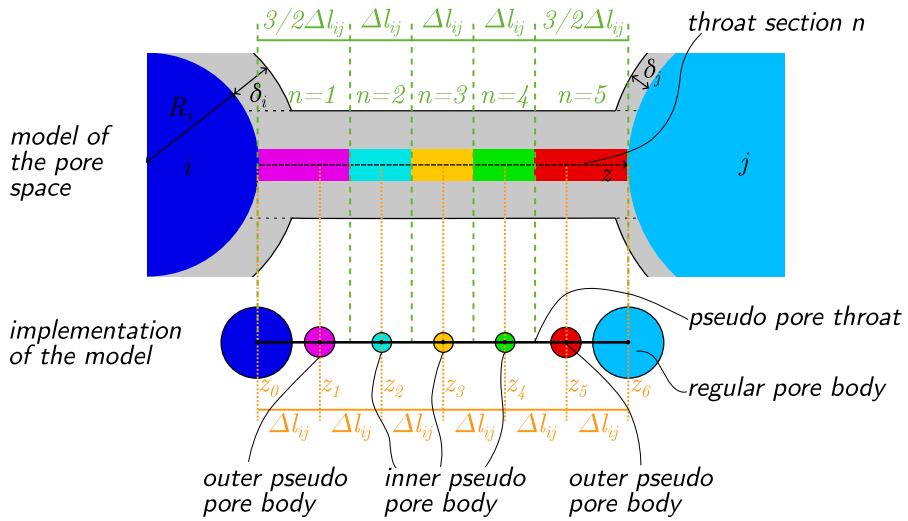 3/2Δl_ij Δl_ij Δl_ij Δl_ij 3/2Δl_ij
throat section n
δ_i
δ_j
n=1 n=2 n=3 n=4 n=5
R_i
model of
the pore
space
i
z
j
implementation
of the model
pseudo pore throat
regular pore body
z_0 z_1 z_2 z_3 z_4 z_5 z_6
Δl_ij Δl_ij Δl_ij Δl_ij Δl_ij Δl_ij
outer pseudo
pore body
inner pseudo
pore body
outer pseudo
pore body